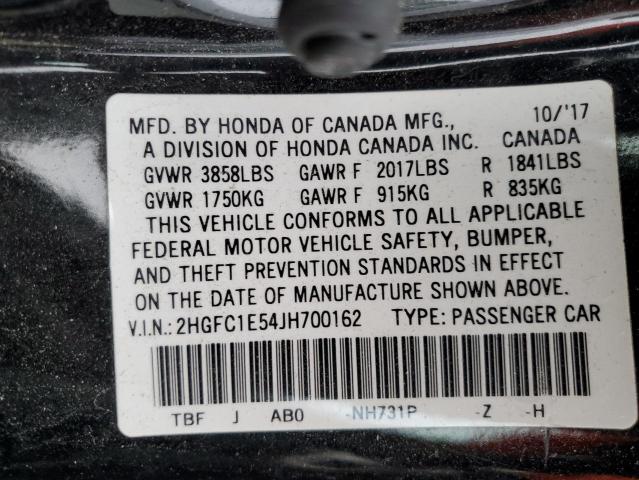 MFD. BY HONDA OF CANADA MFG., 10/'17
A DIVISION OF HONDA CANADA INC. CANADA
GVWR 3858LBS GAWR F 2017LBS R 1841LBS
GVWR 1750KG GAWR F 915KG R 835KG
THIS VEHICLE CONFORMS TO ALL APPLICABLE
FEDERAL MOTOR VEHICLE SAFETY, BUMPER,
AND THEFT PREVENTION STANDARDS IN EFFECT
ON THE DATE OF MANUFACTURE SHOWN ABOVE.
V.I.N.: 2HGFC1E54JH700162 TYPE: PASSENGER CAR
TBF J AB0 -NH731P -Z -H